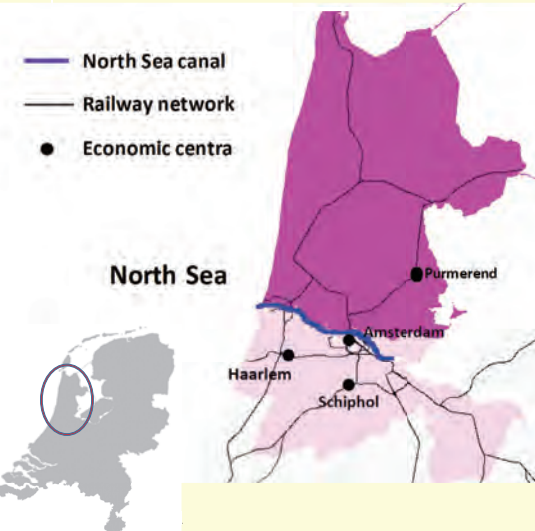 North Sea canal
Railway network
Economic centra
North Sea
Purmerend
Amsterdam
Haarlem
Schiphol